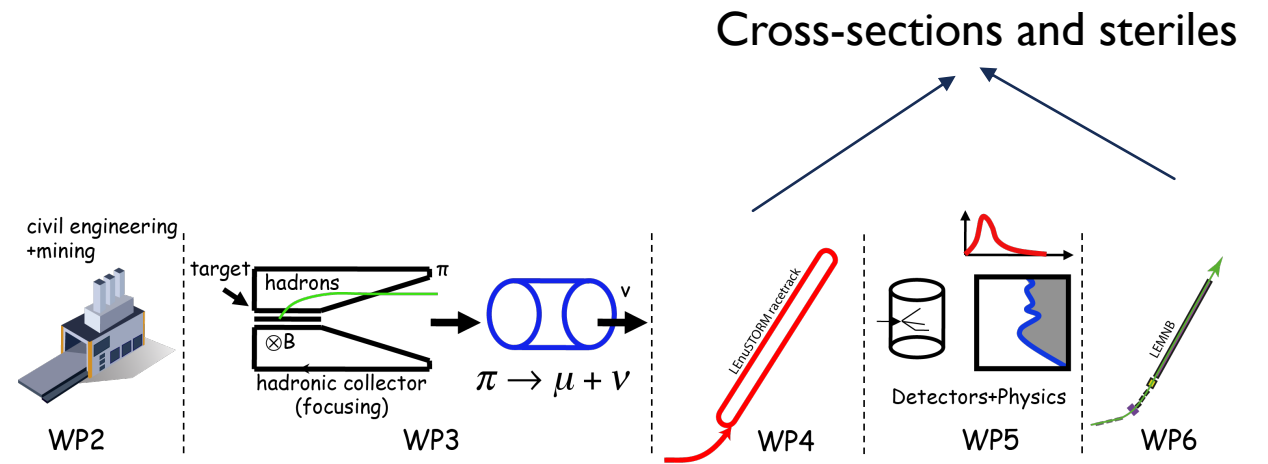 Cross-sections and steriles
civil engineering
+mining
target
hadrons
π
⊗B
hadronic collector
(focusing)
ν
π → μ + ν
LEnuSTORM racetrack
Detectors+Physics
LEMNB
WP2
WP3
WP4
WP5
WP6